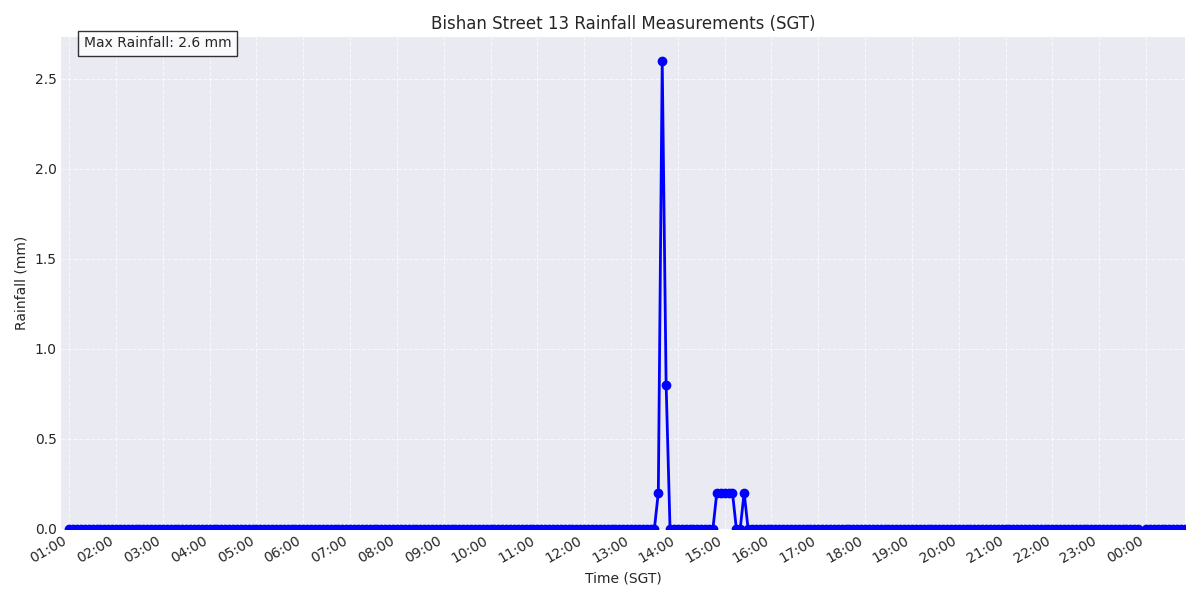 Bishan Street 13 Rainfall Measurements (SGT)
Max Rainfall: 2.6 mm
2.5
2.0
1.5
1.0
0.5
0.0
Rainfall (mm)
01:00 02:00 03:00 04:00 05:00 06:00 07:00 08:00 09:00 10:00 11:00 12:00 13:00 14:00 15:00 16:00 17:00 18:00 19:00 20:00 21:00 22:00 23:00 00:00
Time (SGT)